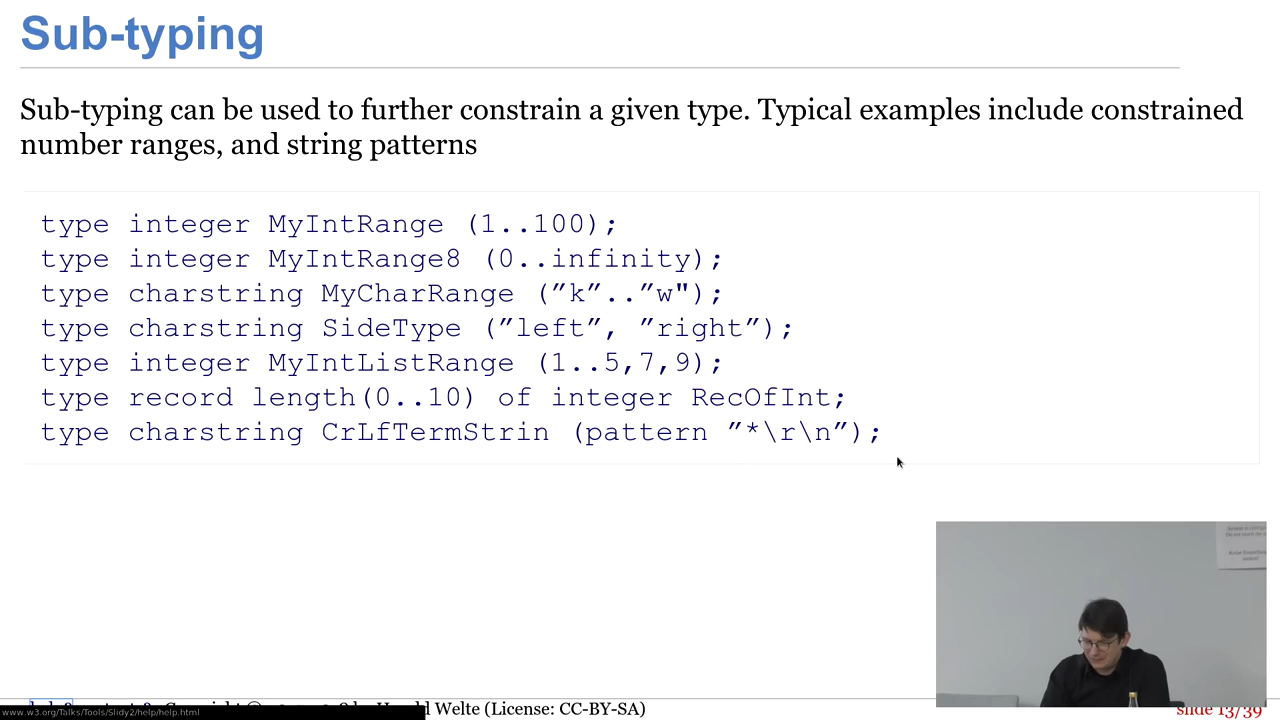 Sub-typing
Sub-typing can be used to further constrain a given type. Typical examples include constrained
number ranges, and string patterns
type integer MyIntRange (1..100);
type integer MyIntRange8 (0..infinity);
type charstring MyCharRange (”k”..”w");
type charstring SideType (”left”, ”right”);
type integer MyIntListRange (1..5,7,9);
type record length(0..10) of integer RecOfInt;
type charstring CrLfTermStrin (pattern ”*\r\n”);
Welte (License: CC-BY-SA)
slide 13/39
www.w3.org/Talks/Tools/Slidy2/help/help.html